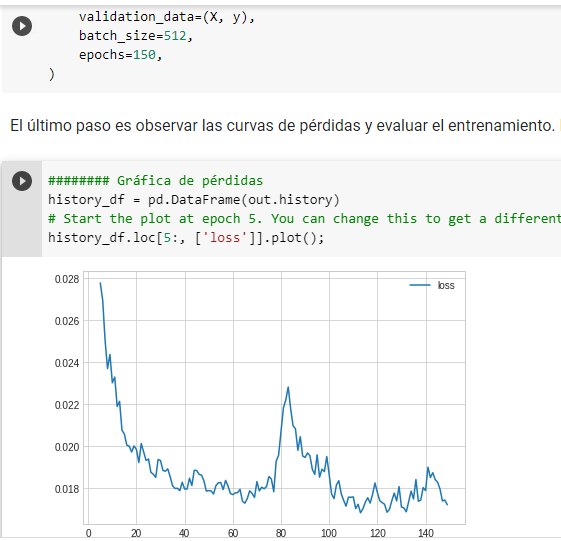 validation_data=(X, y),
batch_size=512,
epochs=150,
)
El último paso es observar las curvas de pérdidas y evaluar el entrenamiento.
######## Gráfica de pérdidas
history_df = pd.DataFrame(out.history)
# Start the plot at epoch 5. You can change this to get a different
history_df.loc[5:, ['loss']].plot();
loss
0.028
0.026
0.024
0.022
0.020
0.018
0 20 40 60 80 100 120 140